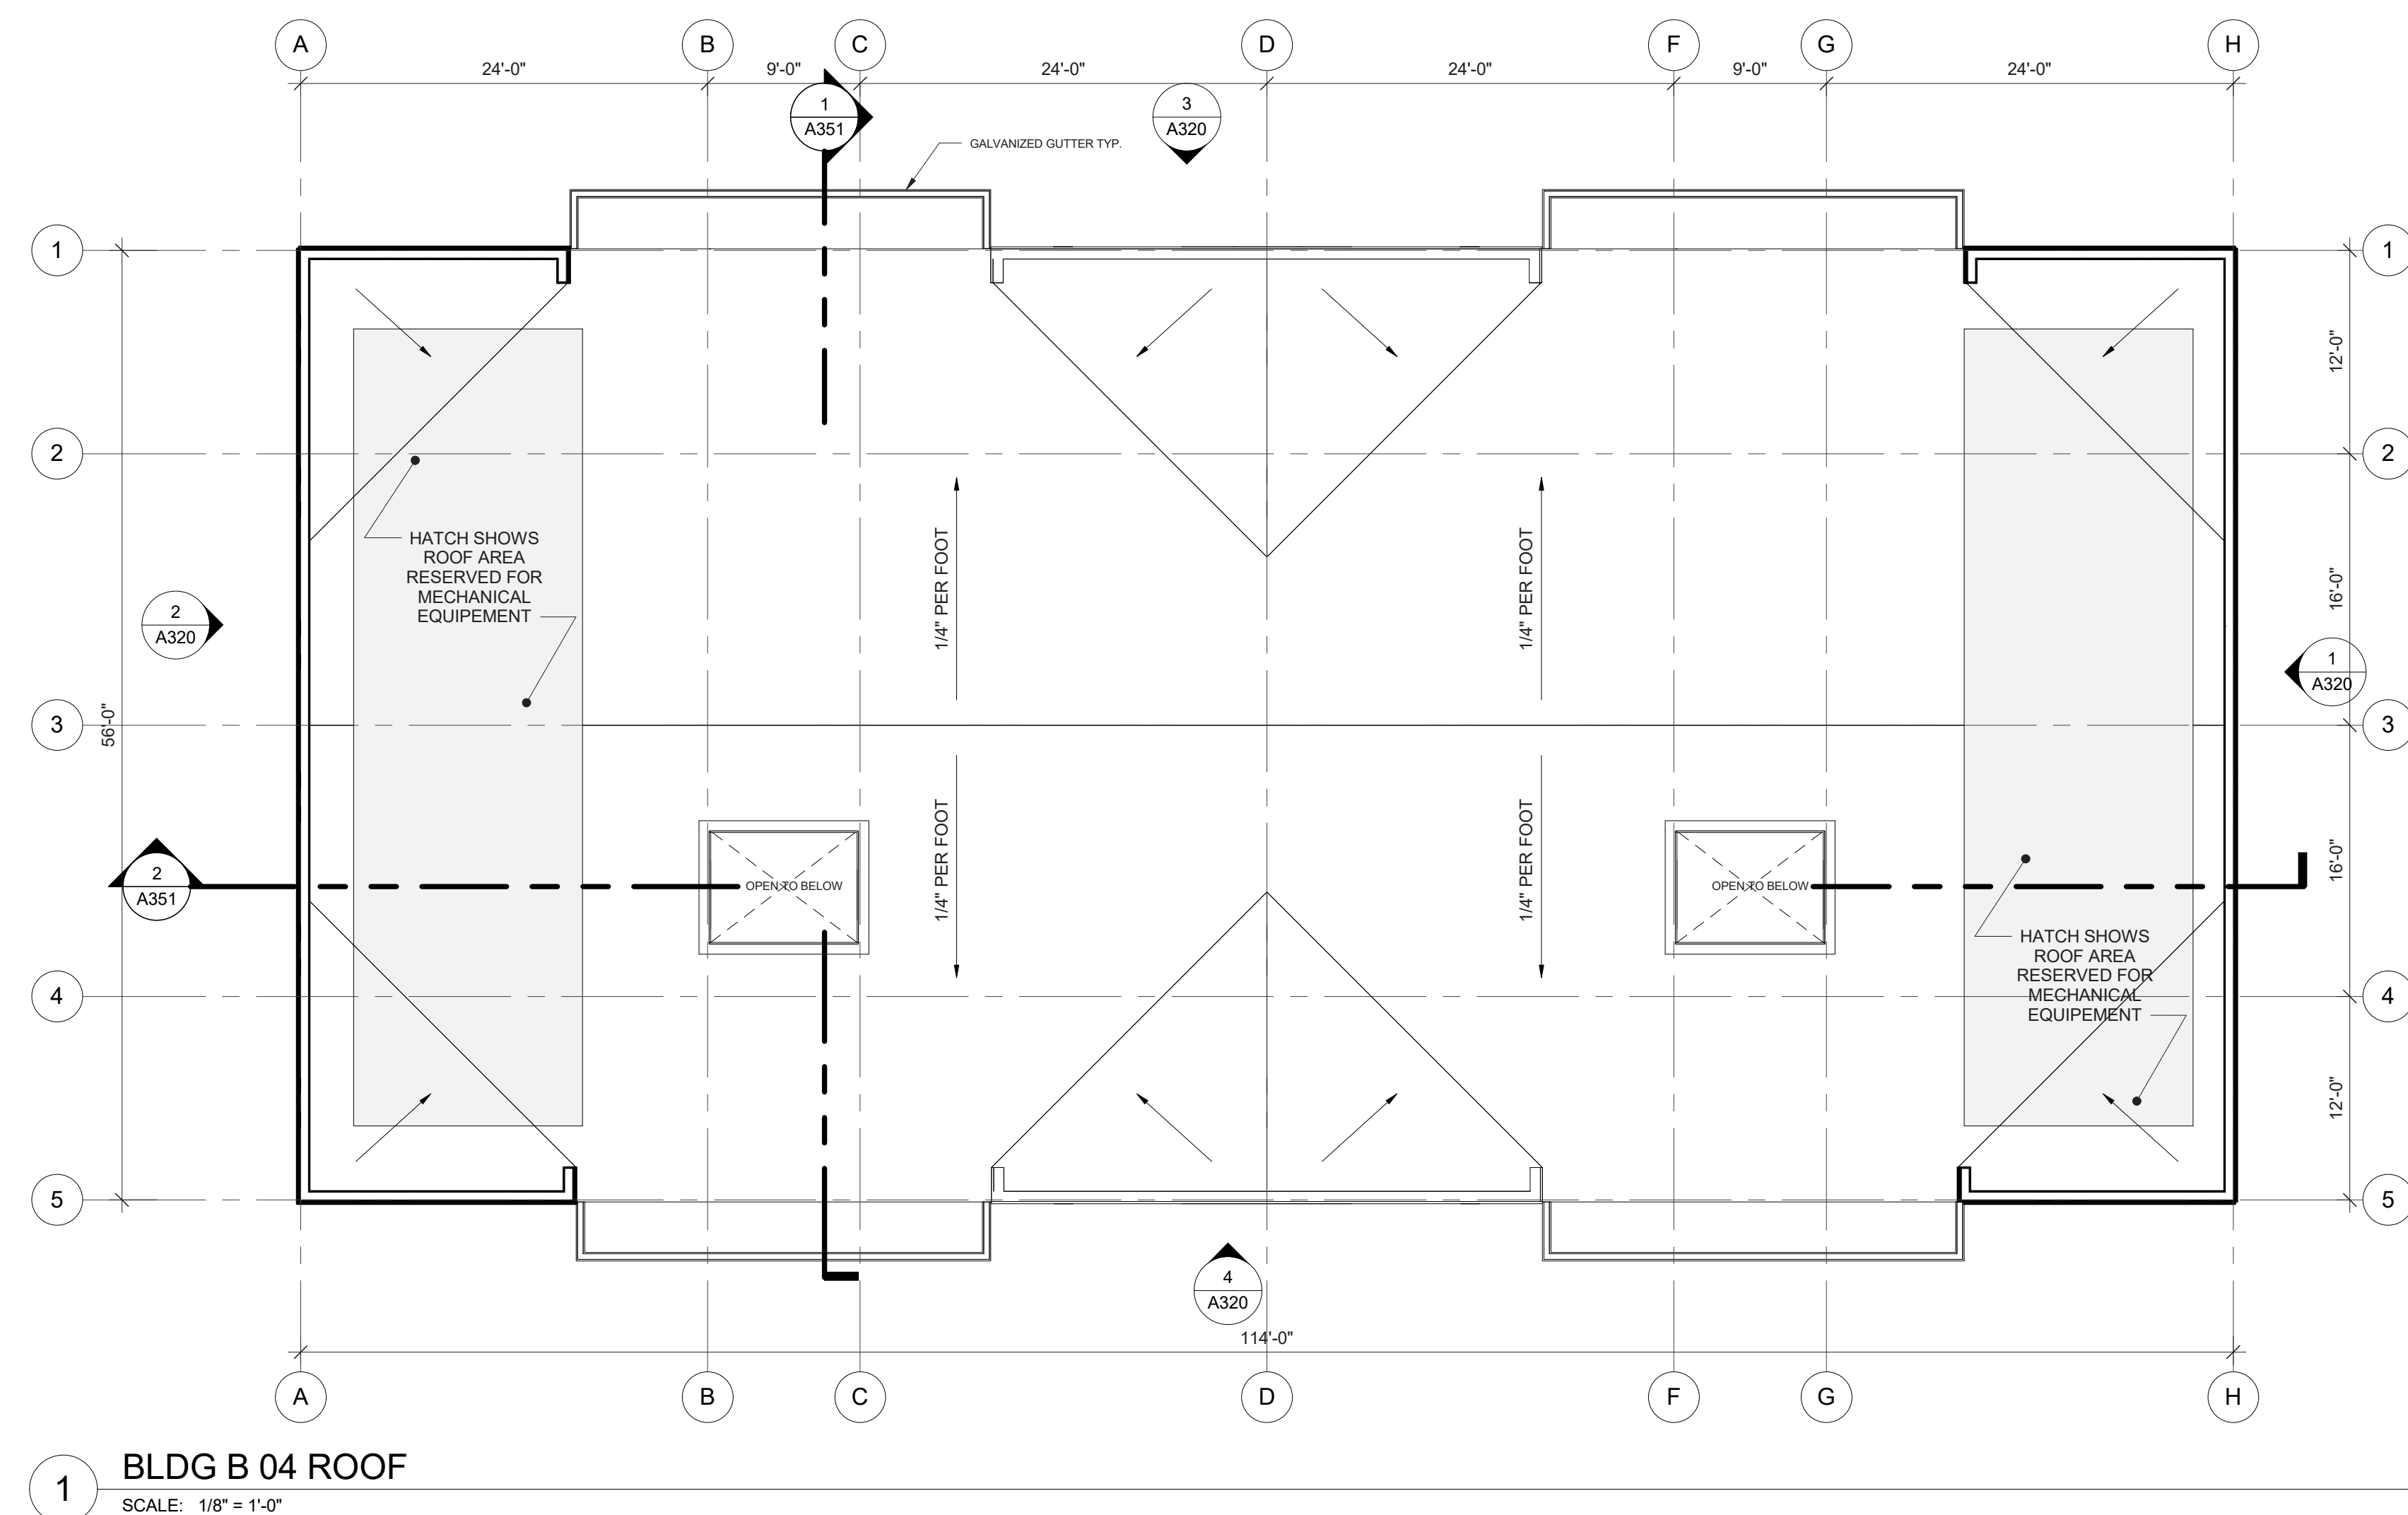 A B C D F G H
24'-0" 9'-0" 24'-0" 24'-0" 9'-0" 24'-0"
1
A351
3
A320
GALVANIZED GUTTER TYP.
1 1
12'-0"
2 2
HATCH SHOWS
ROOF AREA
RESERVED FOR
MECHANICAL
EQUIPEMENT
1/4" PER FOOT
1/4" PER FOOT
16'-0"
2
A320
1
A320
3 3
56'-0"
2
A351
OPEN TO BELOW
1/4" PER FOOT
1/4" PER FOOT
OPEN TO BELOW
16'-0"
HATCH SHOWS
ROOF AREA
RESERVED FOR
MECHANICAL
EQUIPEMENT
4 4
12'-0"
5 5
4
A320
114'-0"
A B C D F G H
1
BLDG B 04 ROOF
SCALE: 1/8" = 1'-0"